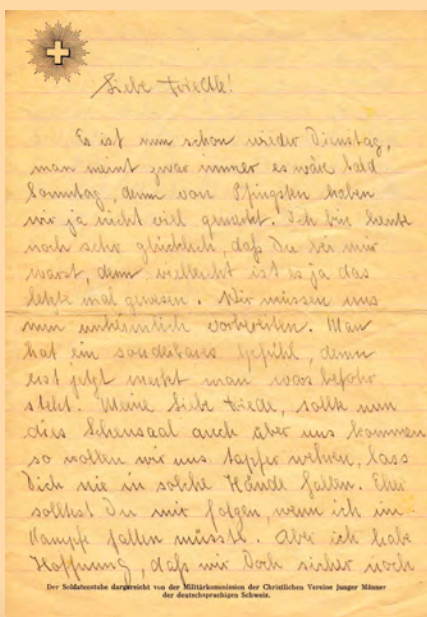 Liebe Friedle!
Es ist nun schon wieder Dienstag,
man meint zwar immer es wäre bald
Sonntag, denn von Pfingsten haben
wir ja nicht viel gemerkt. Ich bin heute
noch sehr glücklich, daß Du bei mir
warst, denn vielleicht ist es ja das
letzte mal gewesen. Wir müssen uns
nun unheimlich vorbereiten. Man
hat ein sonderbares Gefühl, denn
erst jetzt merkt man was befohr
steht. Meine Liebe Friedle, sollte nun
dies Scheusaal auch über uns kommen
so wollen wir uns tapfer wehren, lass
Dich nie in solche Hände fallen. Eher
solltest Du mir folgen, wenn ich im
Kampfe fallen müsste. Aber ich habe
Hoffnung, daß wir Doch sicher noch
Der Soldatenstube dargereicht von der Militärkommission der Christlichen Vereine junger Männer
der deutschsprachigen Schweiz.